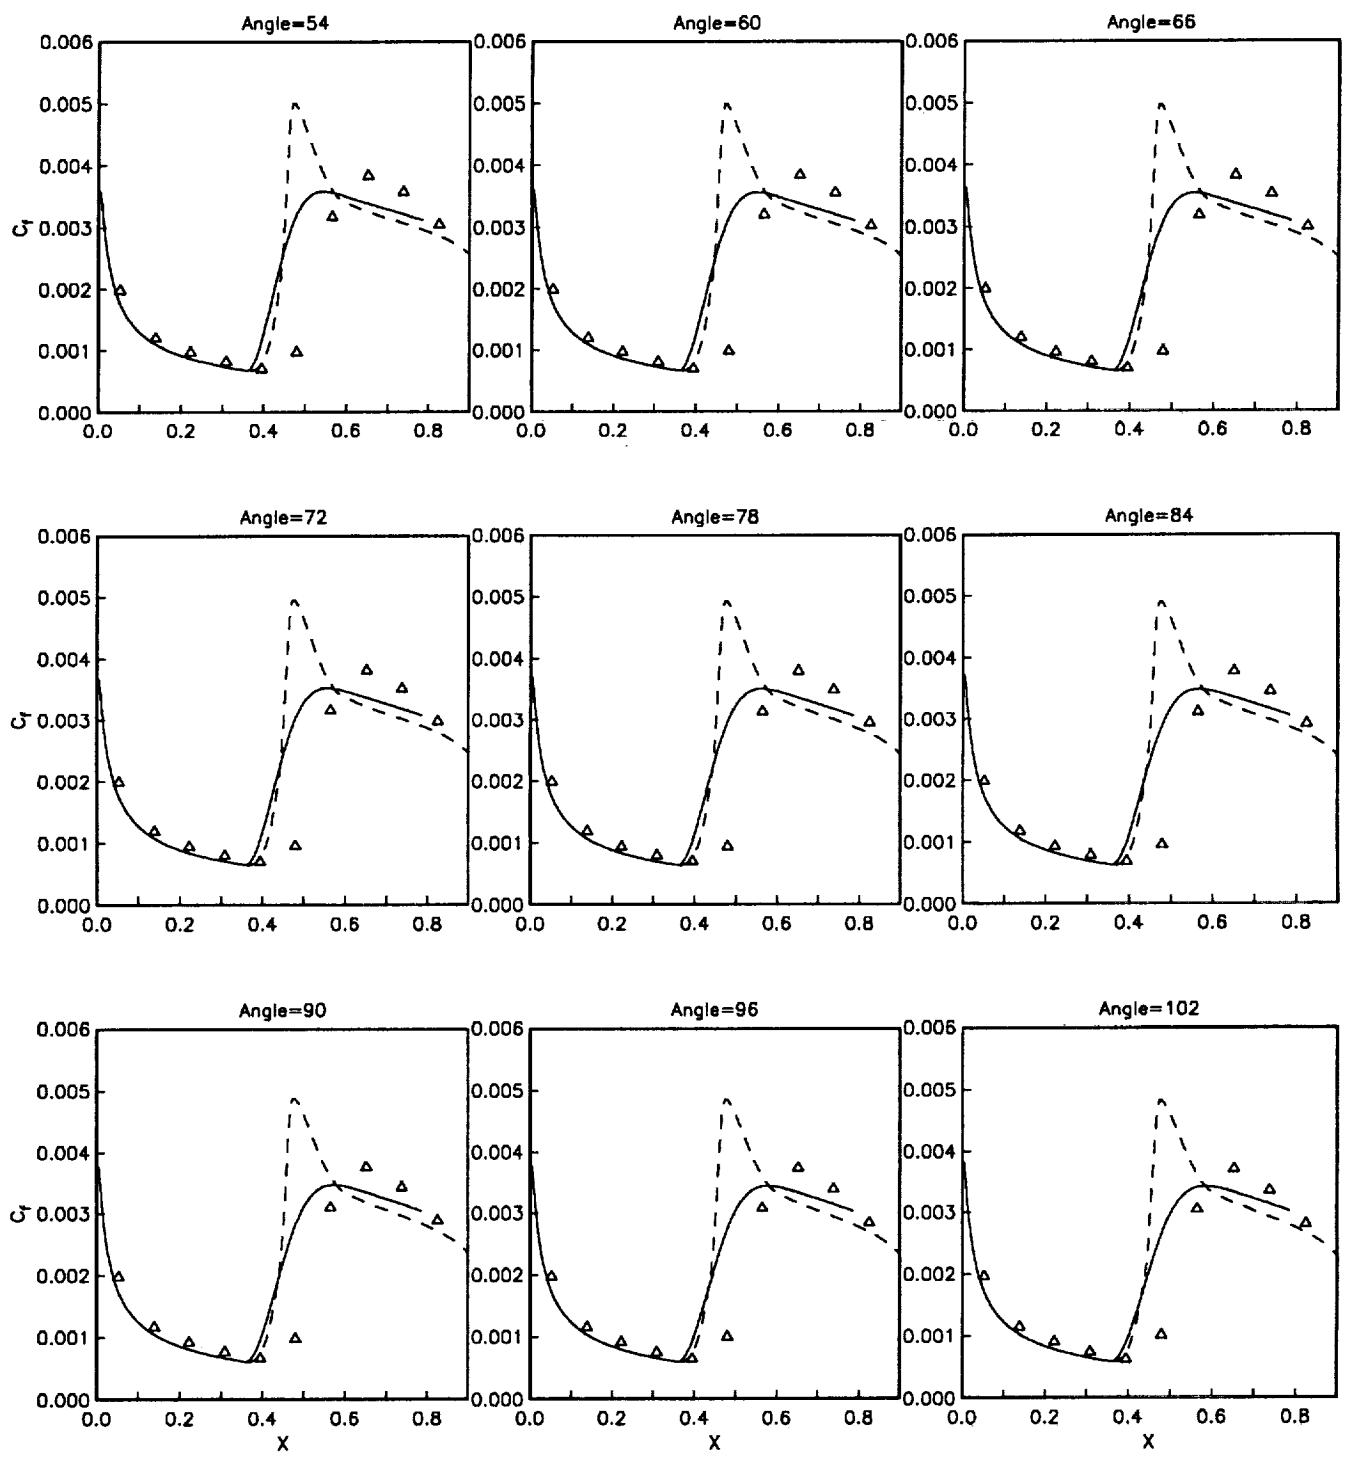 Angle=54 Angle=60 Angle=66
0.006 0.006 0.006
0.005 0.005 0.005
0.004 0.004 0.004
0.003 0.003 0.003
Cf
0.002 0.002 0.002
0.001 0.001 0.001
0.000 0.000 0.000
0.0 0.2 0.4 0.6 0.8 0.0 0.2 0.4 0.6 0.8 0.0 0.2 0.4 0.6 0.8
Angle=72 Angle=78 Angle=84
0.006 0.006 0.006
0.005 0.005 0.005
0.004 0.004 0.004
0.003 0.003 0.003
Cf
0.002 0.002 0.002
0.001 0.001 0.001
0.000 0.000 0.000
0.0 0.2 0.4 0.6 0.8 0.0 0.2 0.4 0.6 0.8 0.0 0.2 0.4 0.6 0.8
Angle=90 Angle=96 Angle=102
0.006 0.006 0.006
0.005 0.005 0.005
0.004 0.004 0.004
0.003 0.003 0.003
Cf
0.002 0.002 0.002
0.001 0.001 0.001
0.000 0.000 0.000
0.0 0.2 0.4 0.6 0.8 0.0 0.2 0.4 0.6 0.8 0.0 0.2 0.4 0.6 0.8
X X X